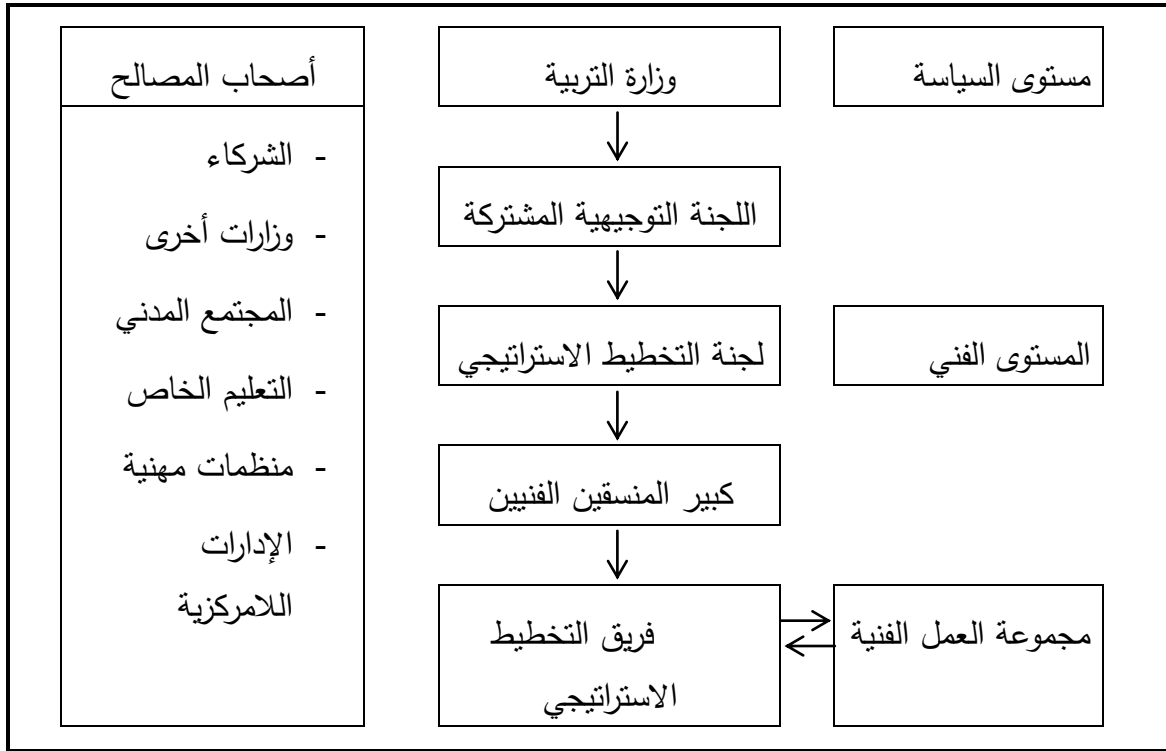 مستوى السياسة
وزارة التربية
اللجنة التوجيهية المشتركة
المستوى الفني
لجنة التخطيط الاستراتيجي
كبير المنسقين الفنيين
مجموعة العمل الفنية
فريق التخطيط
الاستراتيجي
أصحاب المصالح
- الشركاء
- وزارات أخرى
- المجتمع المدني
- التعليم الخاص
- منظمات مهنية
- الإدارات
اللامركزية